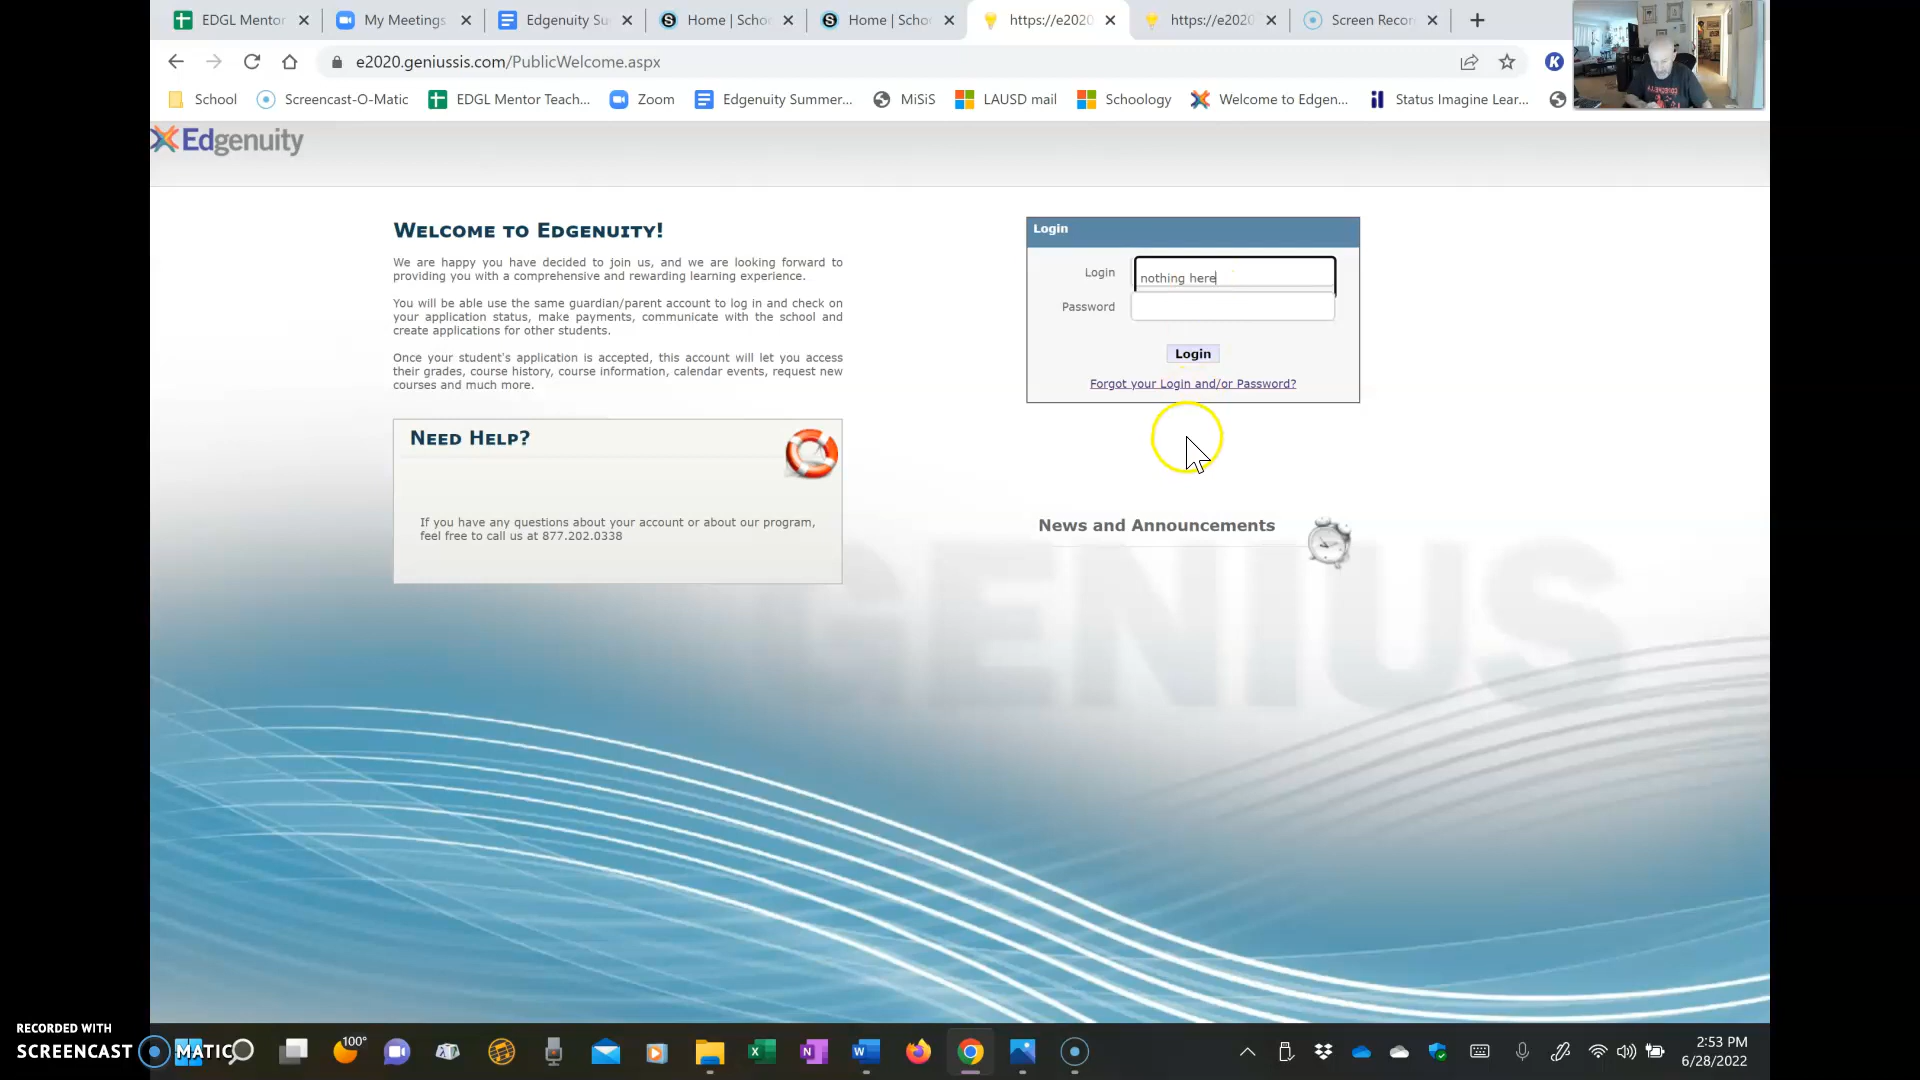 EDGL Mentor
My Meetings
Edgenuity Su
Home | Schoo
Home | Scho
https://e2020
https://e2020
Screen Recor
e2020.geniussis.com/PublicWelcome.aspx
K
School
Screencast-O-Matic
EDGL Mentor Teach...
Zoom
Edgenuity Summer...
MiSiS
LAUSD mail
Schoology
Welcome to Edgen...
Status Imagine Lear...
Edgenuity
WELCOME TO EDGENUITY!
We are happy you have decided to join us, and we are looking forward to
providing you with a comprehensive and rewarding learning experience.
You will be able use the same guardian/parent account to log in and check on
your application status, make payments, communicate with the school and
create applications for other students.
Once your student's application is accepted, this account will let you access
their grades, course history, course information, calendar events, request new
courses and much more.
NEED HELP?
If you have any questions about your account or about our program,
feel free to call us at 877.202.0338
Login
Login
nothing here
Password
Login
Forgot your Login and/or Password?
News and Announcements
GENIUS
RECORDED WITH
SCREENCAST MATIC
100°
2:53 PM
6/28/2022